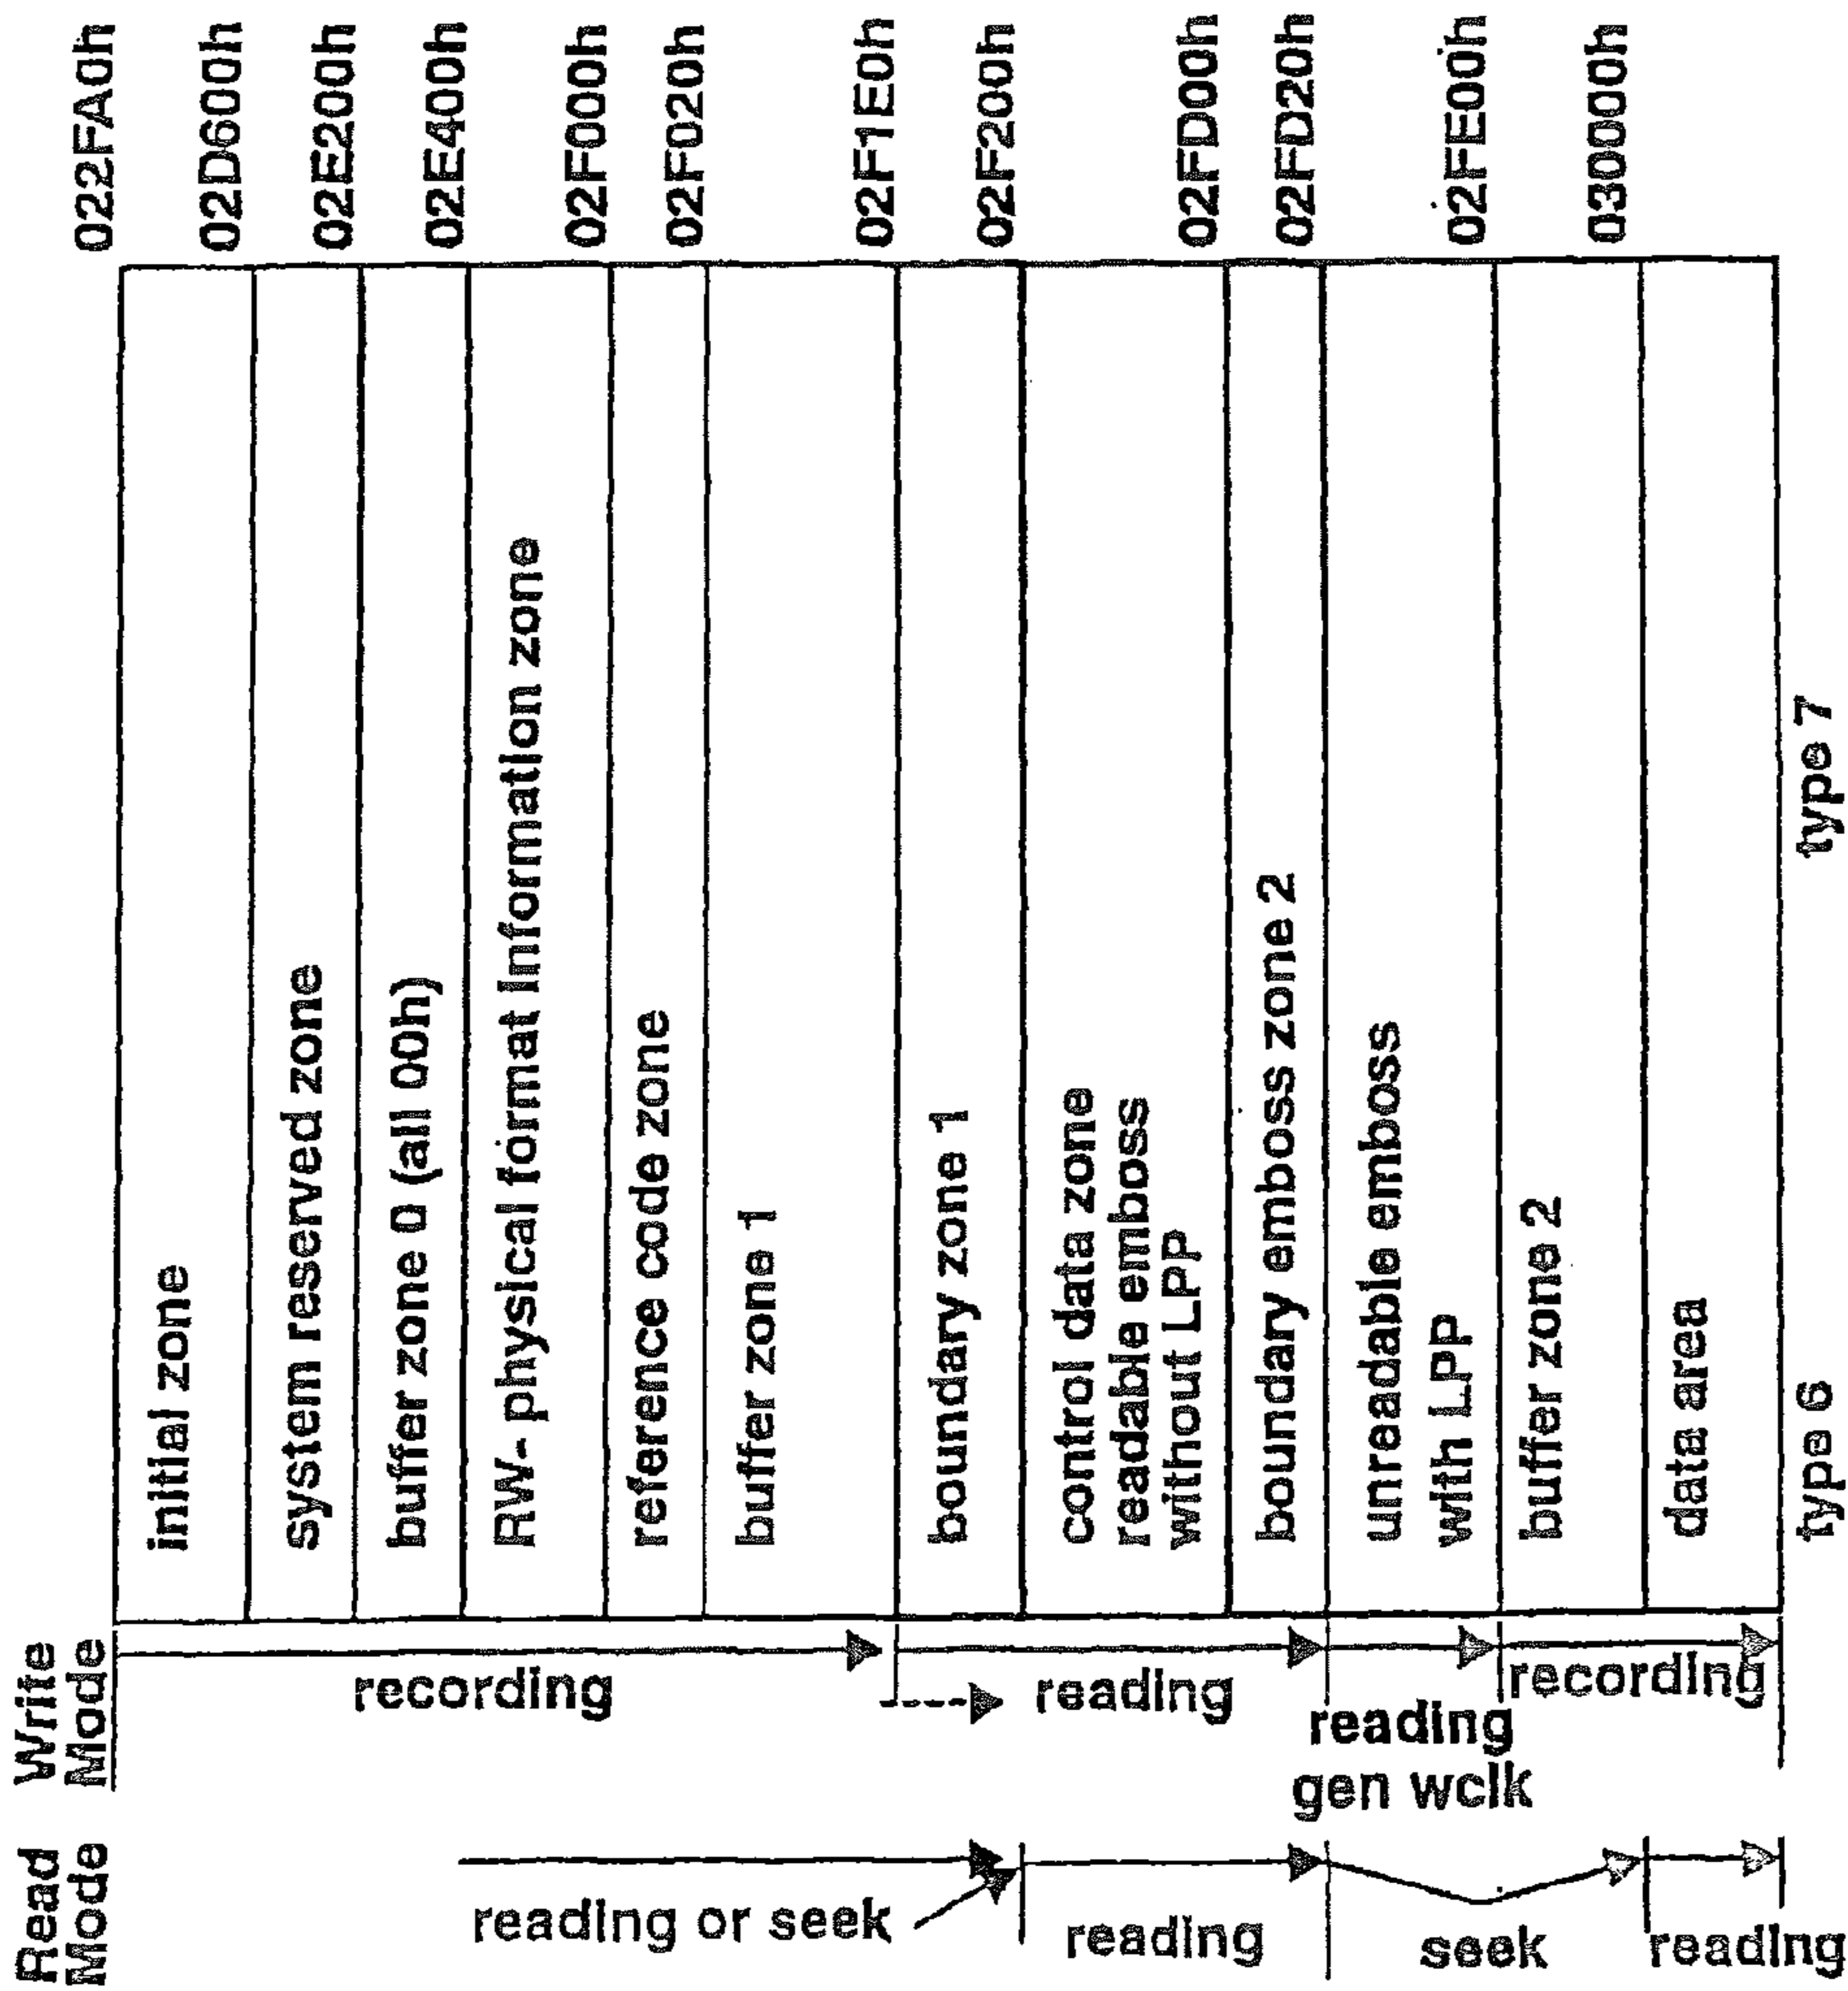 Read
Mode
Write
Mode
022FA0h
initial zone
02D600h
system reserved zone
02E200h
buffer zone 0 (all 00h)
02E400h
RW- physical format Information zone
02F000h
reference code zone
02F020h
buffer zone 1
02F1E0h
boundary zone 1
02F200h
control data zone
readable emboss
without LPP
02FD00h
boundary emboss zone 2
02FD20h
unreadable emboss
with LPP
02FE00h
buffer zone 2
030000h
data area
type 6
type 7
recording
reading
reading
gen wclk
recording
reading or seek
reading
seek
reading